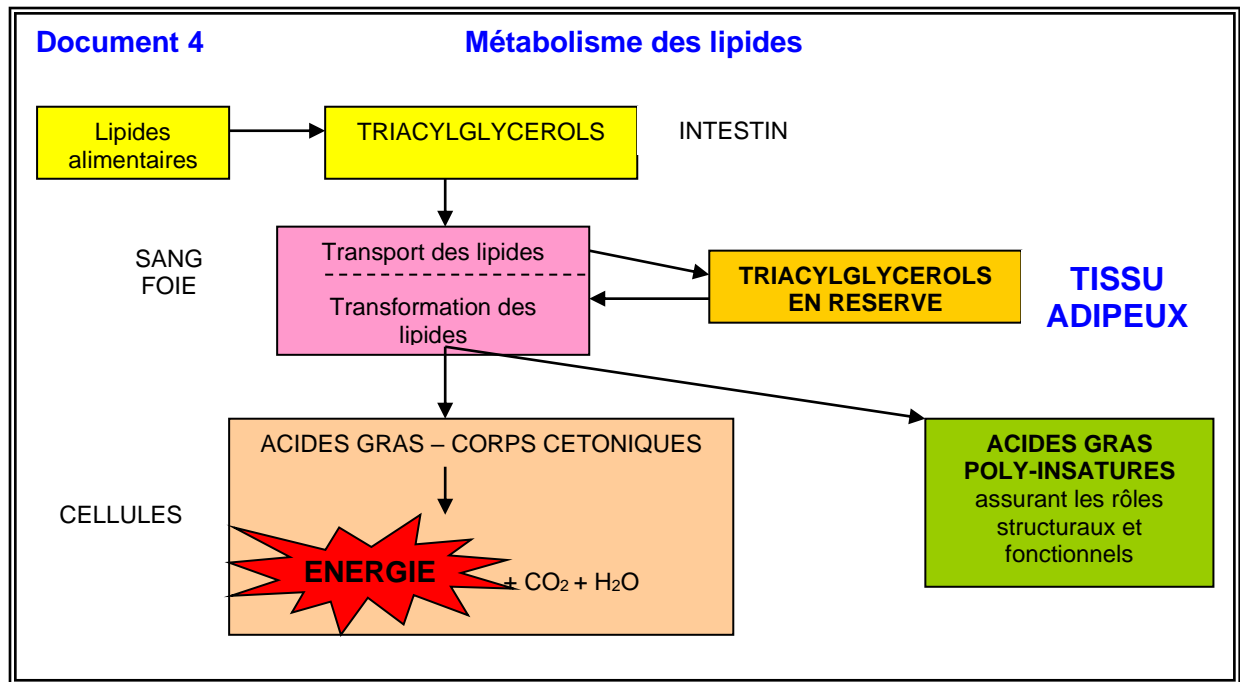 Document 4
Métabolisme des lipides
Lipides
alimentaires
TRIACYLGLYCEROLS
INTESTIN
SANG
FOIE
Transport des lipides
Transformation des
lipides
TRIACYLGLYCEROLS
EN RESERVE
TISSU
ADIPEUX
CELLULES
ACIDES GRAS – CORPS CETONIQUES
ENERGIE
+ CO₂ + H₂O
ACIDES GRAS
POLY-INSATURES
assurant les rôles
structuraux et
fonctionnels